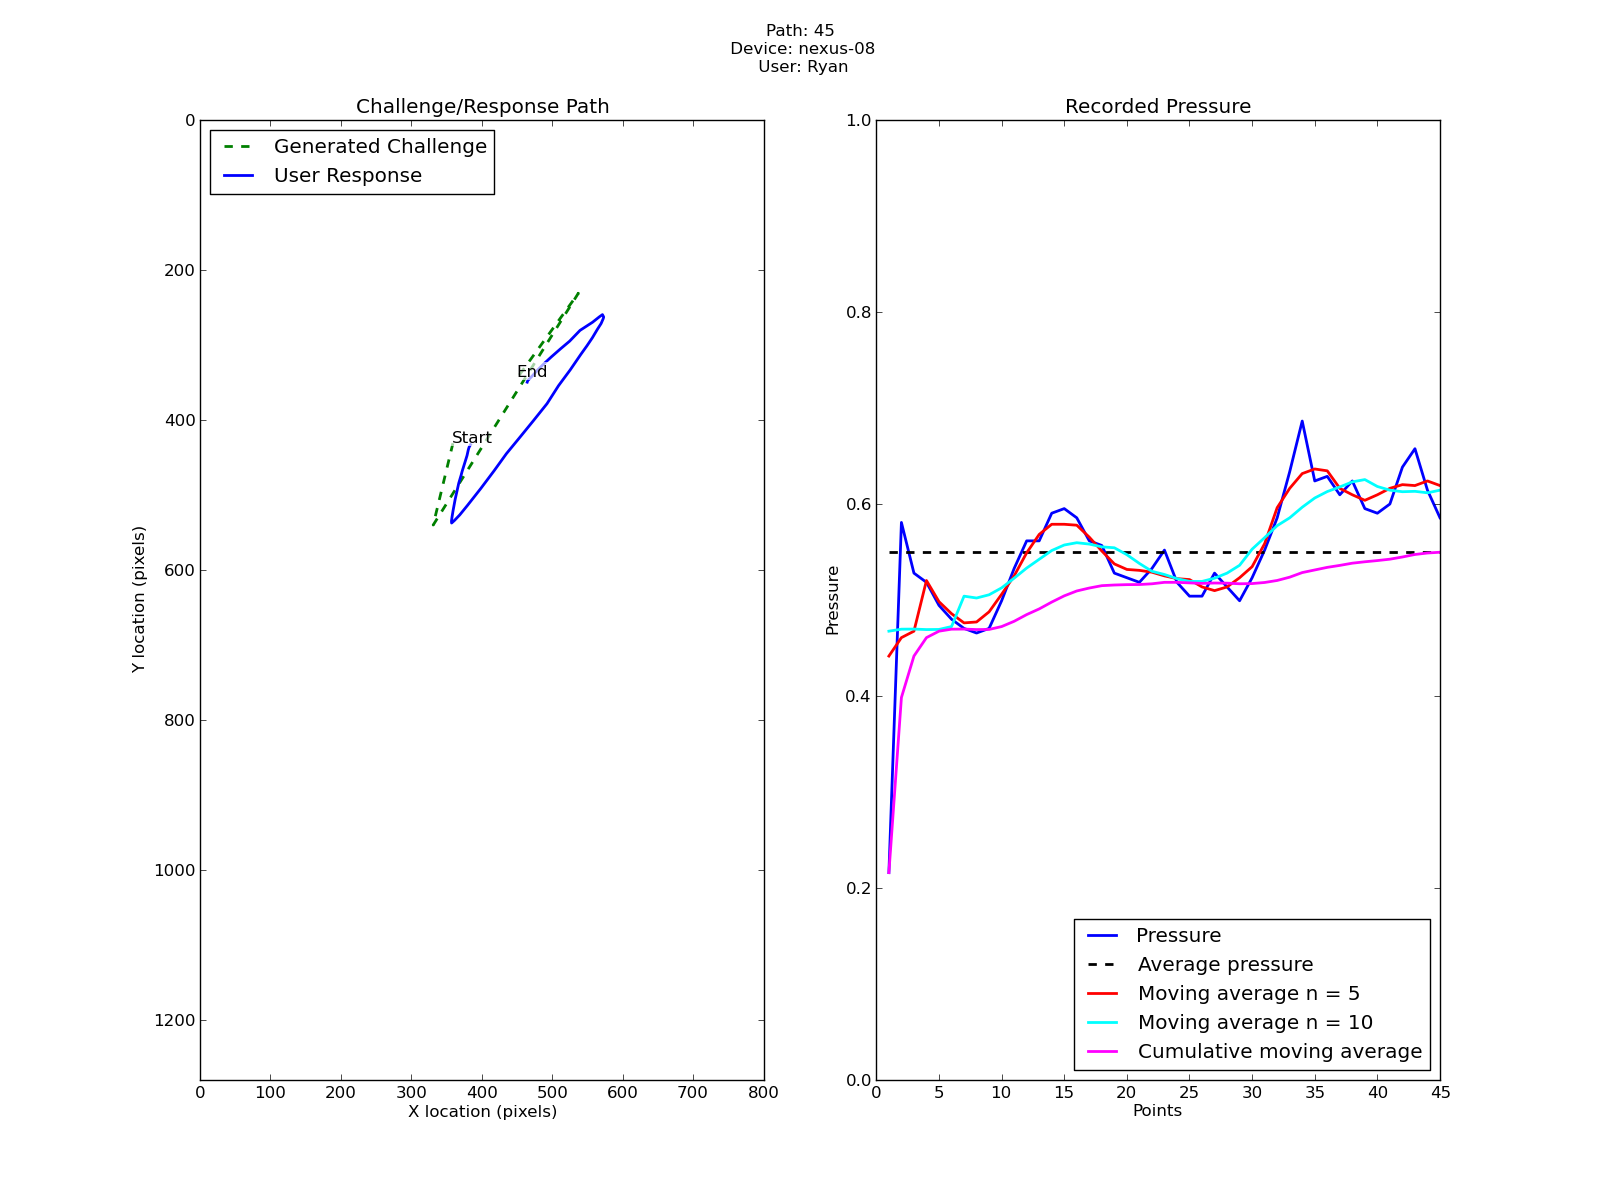 Path: 45
Device: nexus-08
User: Ryan
Challenge/Response Path
0
200
400
600
800
1000
1200
Y location (pixels)
Generated Challenge
User Response
End
Start
0 100 200 300 400 500 600 700 800
X location (pixels)
Recorded Pressure
1.0
0.8
0.6
0.4
0.2
0.0
Pressure
Pressure
Average pressure
Moving average n = 5
Moving average n = 10
Cumulative moving average
0 5 10 15 20 25 30 35 40 45
Points